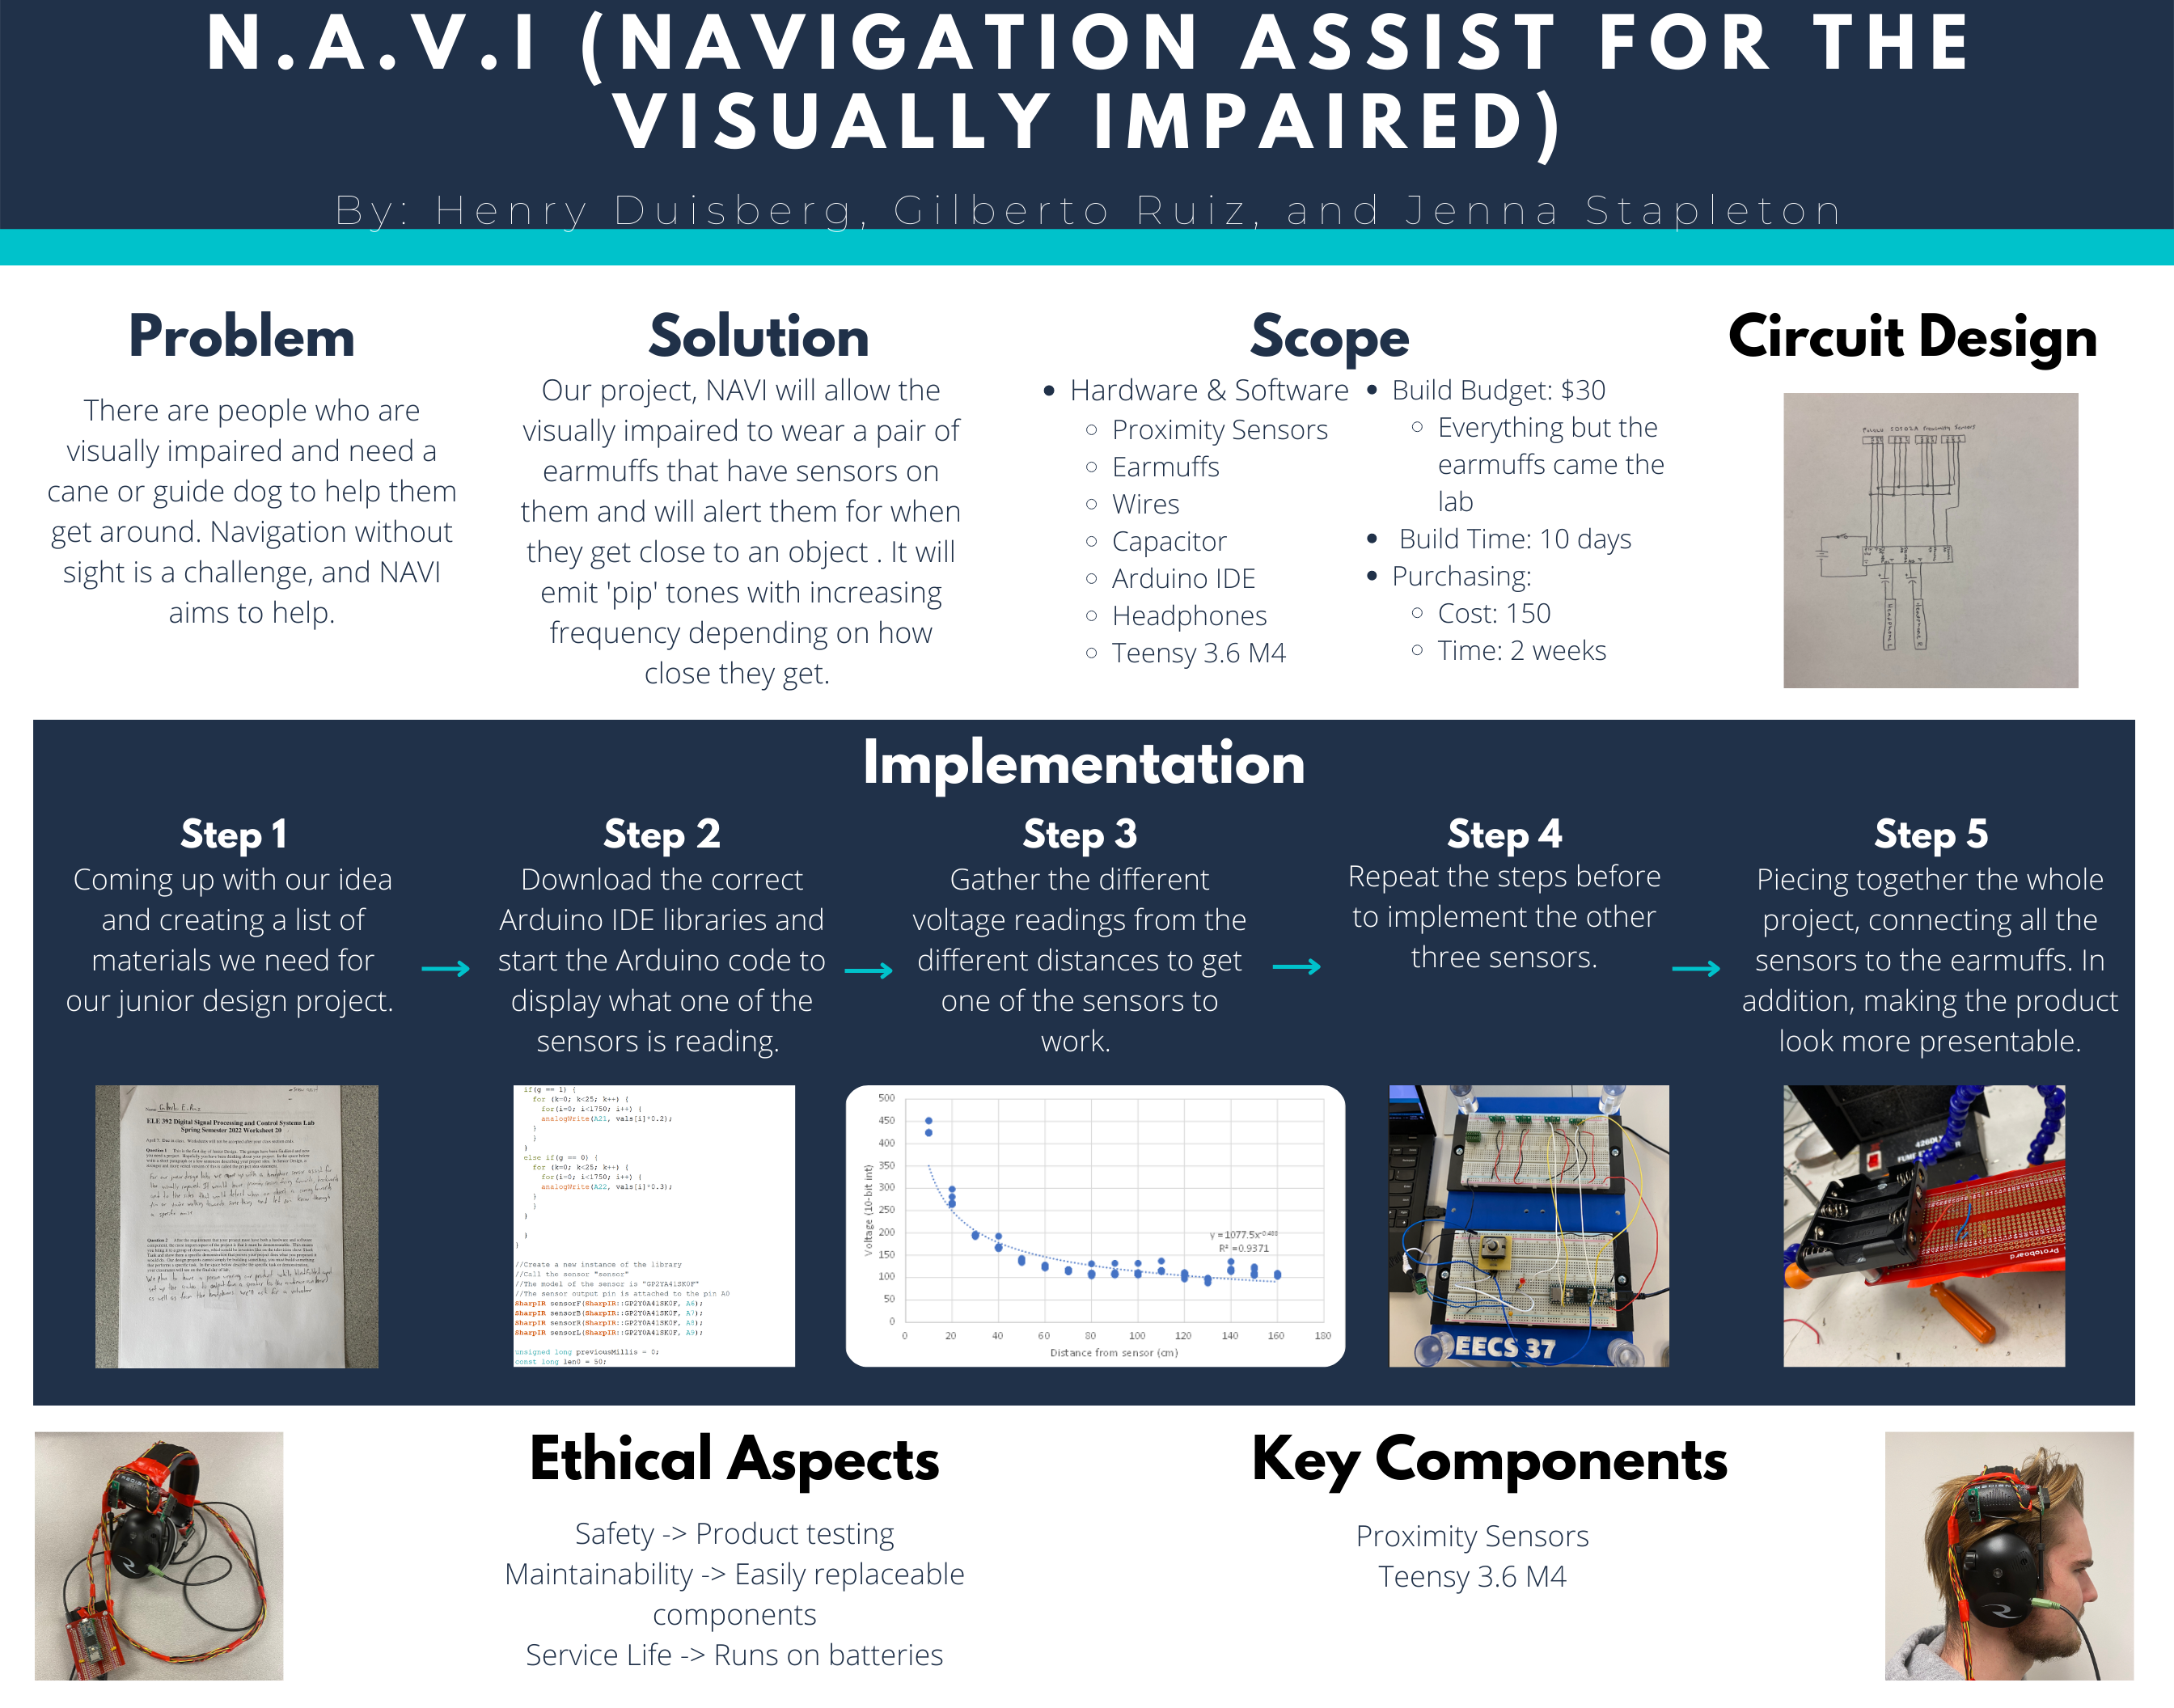 N.A.V.I (NAVIGATION ASSIST FOR THE
VISUALLY IMPAIRED)
By: Henry Duisberg, Gilberto Ruiz, and Jenna Stapleton
Problem
There are people who are
visually impaired and need a
cane or guide dog to help them
get around. Navigation without
sight is a challenge, and NAVI
aims to help.
Solution
Our project, NAVI will allow the
visually impaired to wear a pair of
earmuffs that have sensors on
them and will alert them for when
they get close to an object . It will
emit 'pip' tones with increasing
frequency depending on how
close they get.
Scope
Hardware & Software
Proximity Sensors
Earmuffs
Wires
Capacitor
Arduino IDE
Headphones
Teensy 3.6 M4
Build Budget: $30
Everything but the
earmuffs came the
lab
Build Time: 10 days
Purchasing:
Cost: 150
Time: 2 weeks
Circuit Design
Proximity Sensors
Implementation
Step 1
Coming up with our idea
and creating a list of
materials we need for
our junior design project.
ELE 392 Digital Signal Processing and Control Systems Lab
Spring Semester 2022 Worksheet 20
Step 2
Download the correct
Arduino IDE libraries and
start the Arduino code to
display what one of the
sensors is reading.
if(g == 1) {
for (k=0; k<25; k++) {
for(i=0; i<1750; i++) {
analogWrite(A21, vals[i]*0.2);
}
}
}
else if(g == 0) {
for (k=0; k<25; k++) {
for(i=0; i<1750; i++) {
analogWrite(A22, vals[i]*0.3);
}
}
}
}
}
//Create a new instance of the library
//Call the sensor "sensor"
//The model of the sensor is "GP2YA41SK0F"
//The sensor output pin is attached to the pin A0
SharpIR sensorF(SharpIR::GP2Y0A41SK0F, A6);
SharpIR sensorB(SharpIR::GP2Y0A41SK0F, A7);
SharpIR sensorR(SharpIR::GP2Y0A41SK0F, A8);
SharpIR sensorL(SharpIR::GP2Y0A41SK0F, A9);
unsigned long previousMillis = 0;
const long len0 = 50;
Step 3
Gather the different
voltage readings from the
different distances to get
one of the sensors to
work.
500
450
400
350
300
250
200
150
100
50
0
Voltage (10-bit int)
y = 1077.5x
R² = 0.9371
0 20 40 60 80 100 120 140 160 180
Distance from sensor (cm)
Step 4
Repeat the steps before
to implement the other
three sensors.
EECS 37
Step 5
Piecing together the whole
project, connecting all the
sensors to the earmuffs. In
addition, making the product
look more presentable.
426DLY
FUME
Protoboard
Ethical Aspects
Safety -> Product testing
Maintainability -> Easily replaceable
components
Service Life -> Runs on batteries
Key Components
Proximity Sensors
Teensy 3.6 M4